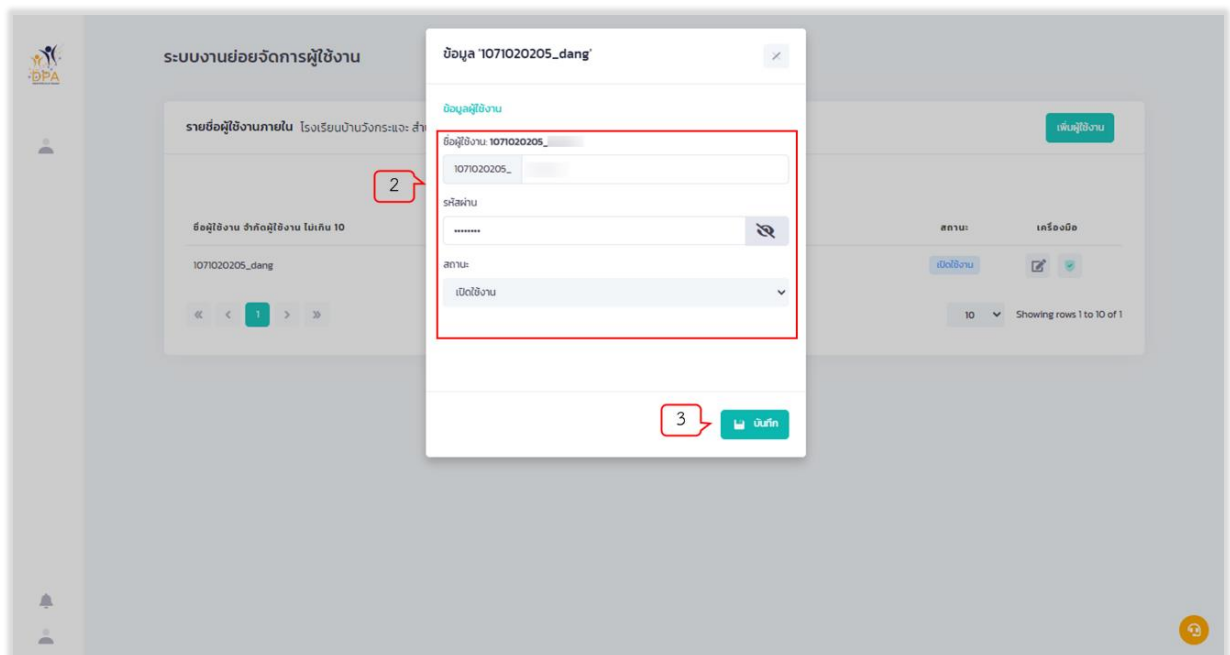 DPA
ระบบงานย่อยจัดการผู้ใช้งาน
รายชื่อผู้ใช้งานภายใน โรงเรียนบ้านวังกระแจะ
เพิ่มผู้ใช้งาน
ชื่อผู้ใช้งาน จำกัดผู้ใช้งาน ไม่เกิน 10
สถานะ
เครื่องมือ
1071020205_dang
เปิดใช้งาน
1
10
Showing rows 1 to 10 of 1
ข้อมูล '1071020205_dang'
ข้อมูลผู้ใช้งาน
2
ชื่อผู้ใช้งาน: 1071020205_
1071020205_
รหัสผ่าน
••••••••
สถานะ
เปิดใช้งาน
3
บันทึก